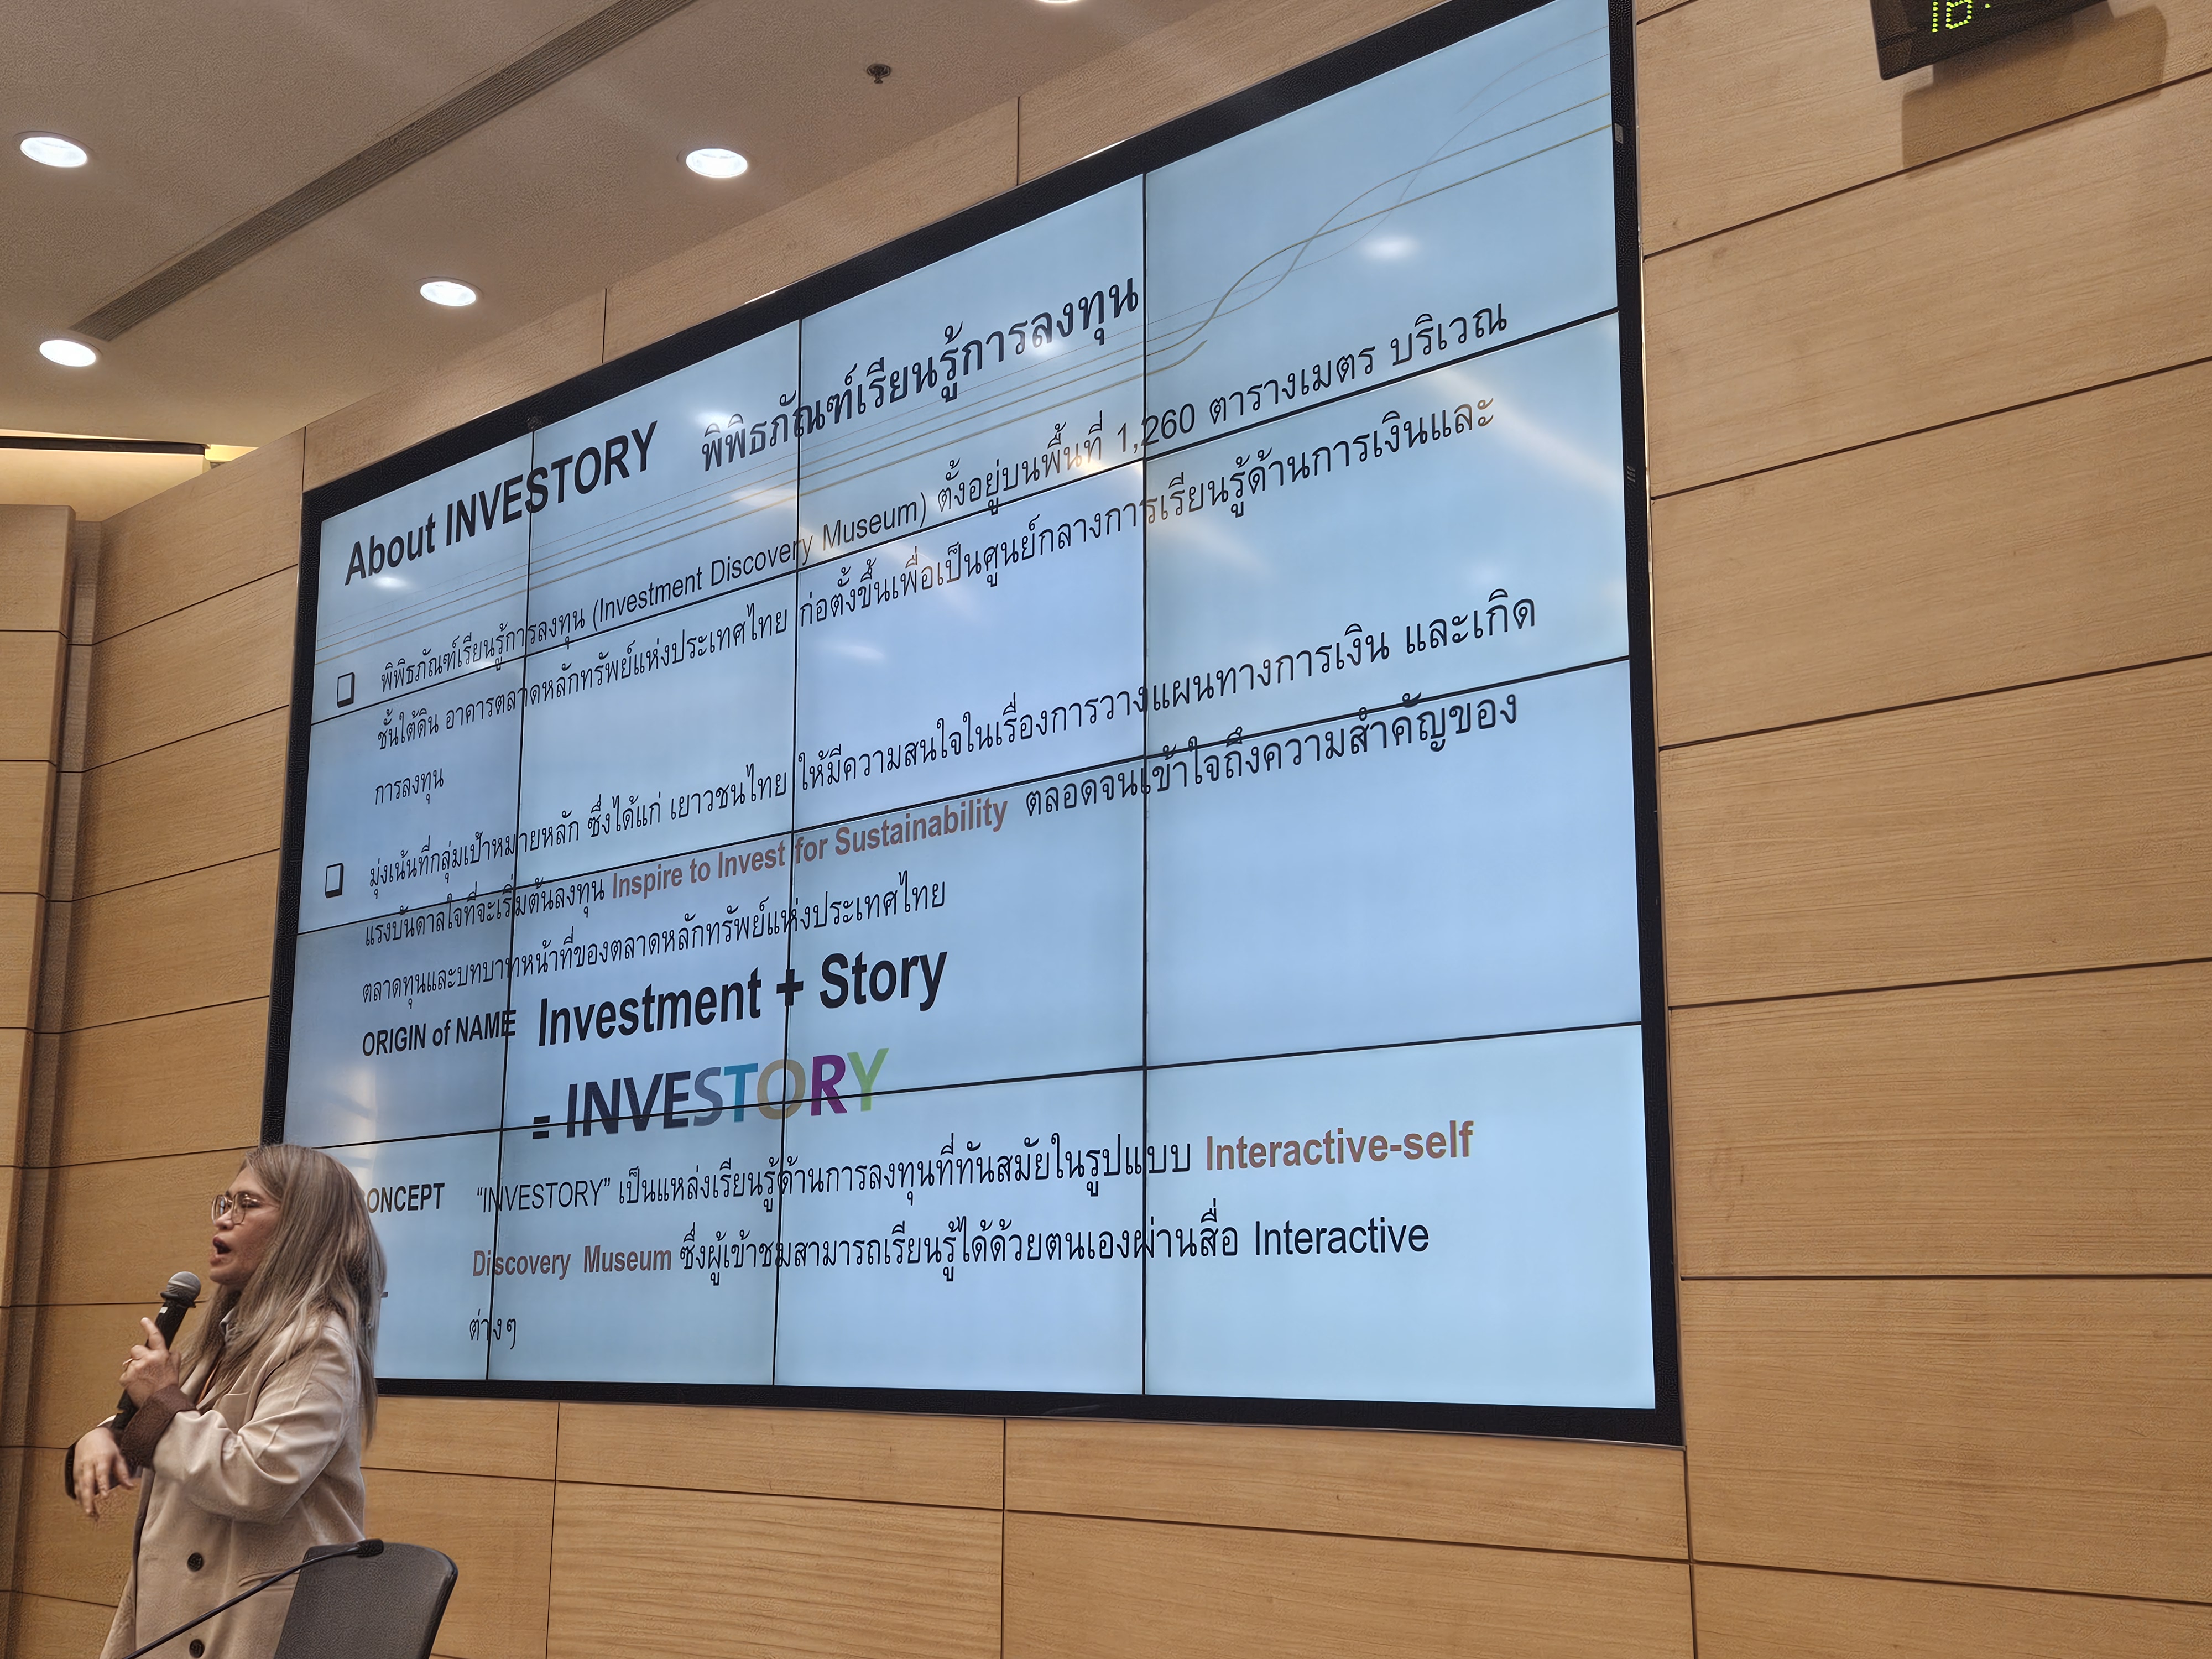 About INVESTORY พิพิธภัณฑ์เรียนรู้การลงทุน
❑ พิพิธภัณฑ์เรียนรู้การลงทุน (Investment Discovery Museum) ตั้งอยู่บนพื้นที่ 1,260 ตารางเมตร บริเวณ
ชั้นใต้ดิน อาคารตลาดหลักทรัพย์แห่งประเทศไทย ก่อตั้งขึ้นเพื่อเป็นศูนย์กลางการเรียนรู้ด้านการเงินและ
การลงทุน
❑ มุ่งเน้นที่กลุ่มเป้าหมายหลัก ซึ่งได้แก่ เยาวชนไทย ให้มีความสนใจในเรื่องการวางแผนทางการเงิน และเกิด
แรงบันดาลใจที่จะเริ่มต้นลงทุน Inspire to Invest for Sustainability ตลอดจนเข้าใจถึงความสำคัญของ
ตลาดทุนและบทบาทหน้าที่ของตลาดหลักทรัพย์แห่งประเทศไทย
ORIGIN of NAME Investment + Story
= INVESTORY
ONCEPT “INVESTORY” เป็นแหล่งเรียนรู้ด้านการลงทุนที่ทันสมัยในรูปแบบ Interactive-self
Discovery Museum ซึ่งผู้เข้าชมสามารถเรียนรู้ได้ด้วยตนเองผ่านสื่อ Interactive
ต่างๆ